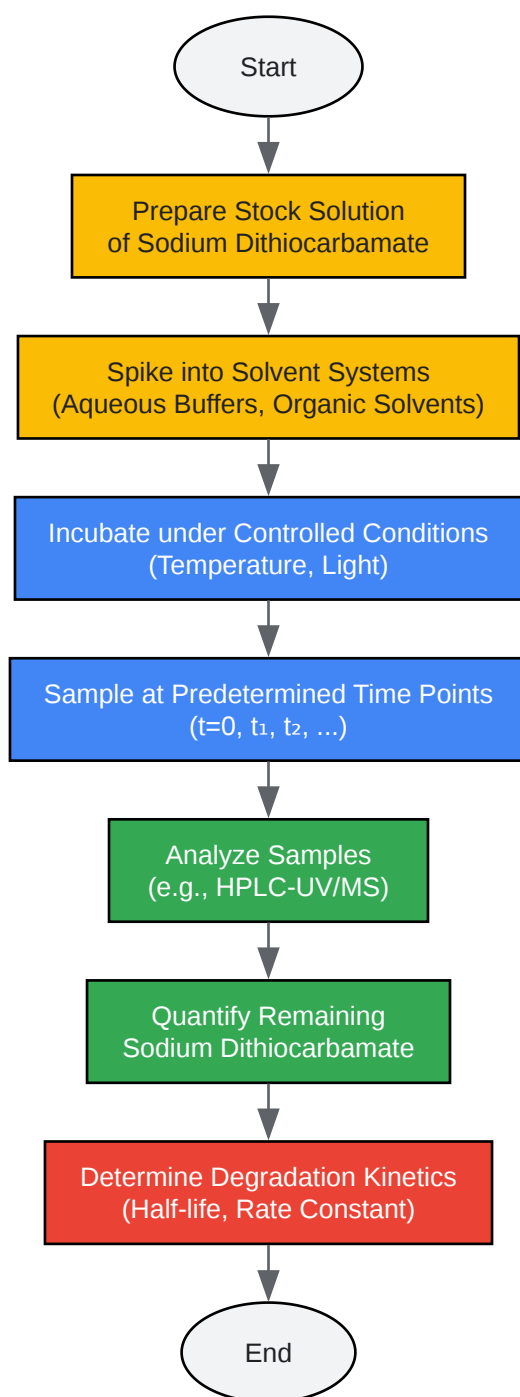 Start
Prepare Stock Solution
of Sodium Dithiocarbamate
Spike into Solvent Systems
(Aqueous Buffers, Organic Solvents)
Incubate under Controlled Conditions
(Temperature, Light)
Sample at Predetermined Time Points
(t=0, t₁, t₂, ...)
Analyze Samples
(e.g., HPLC-UV/MS)
Quantify Remaining
Sodium Dithiocarbamate
Determine Degradation Kinetics
(Half-life, Rate Constant)
End